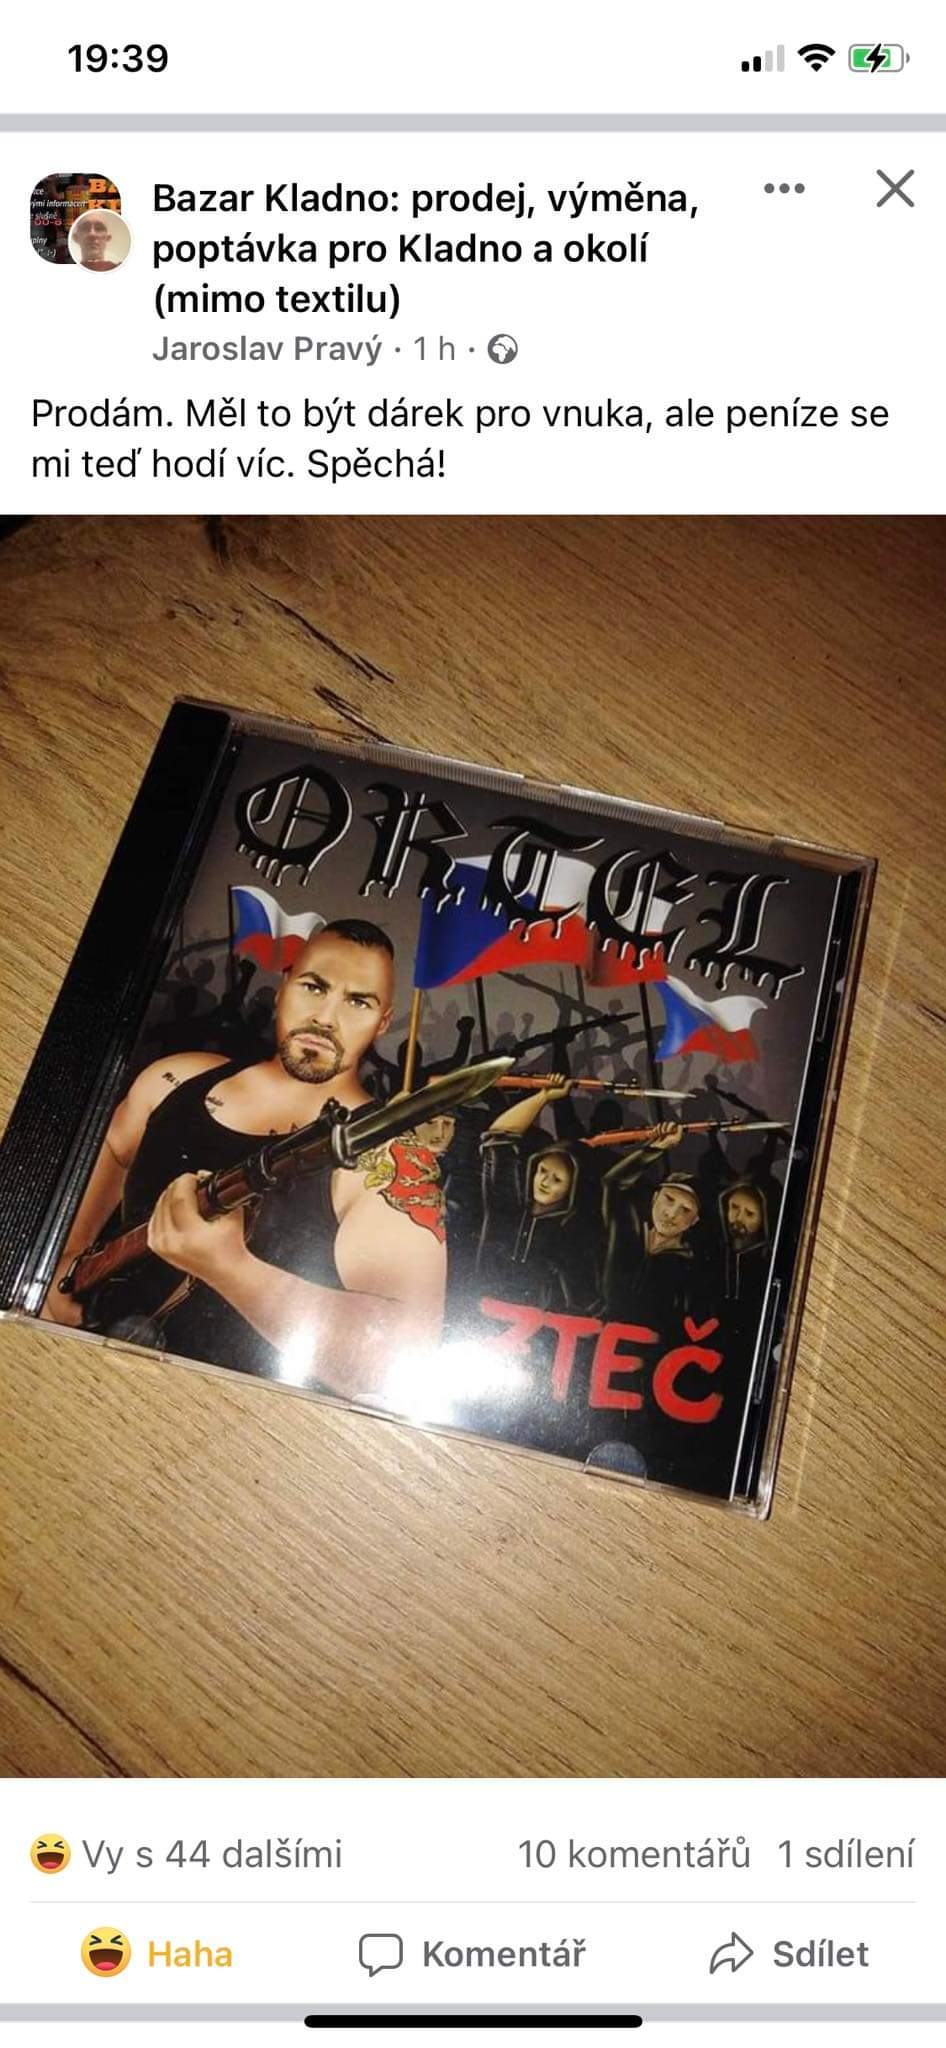 19:39
Bazar Kladno: prodej, výměna,
poptávka pro Kladno a okolí
(mimo textilu)
Jaroslav Pravý · 1 h ·
Prodám. Měl to být dárek pro vnuka, ale peníze se
mi teď hodí víc. Spěchá!
ORTEL
ZTEČ
Vy s 44 dalšími
10 komentářů 1 sdílení
Haha
Komentář
Sdílet